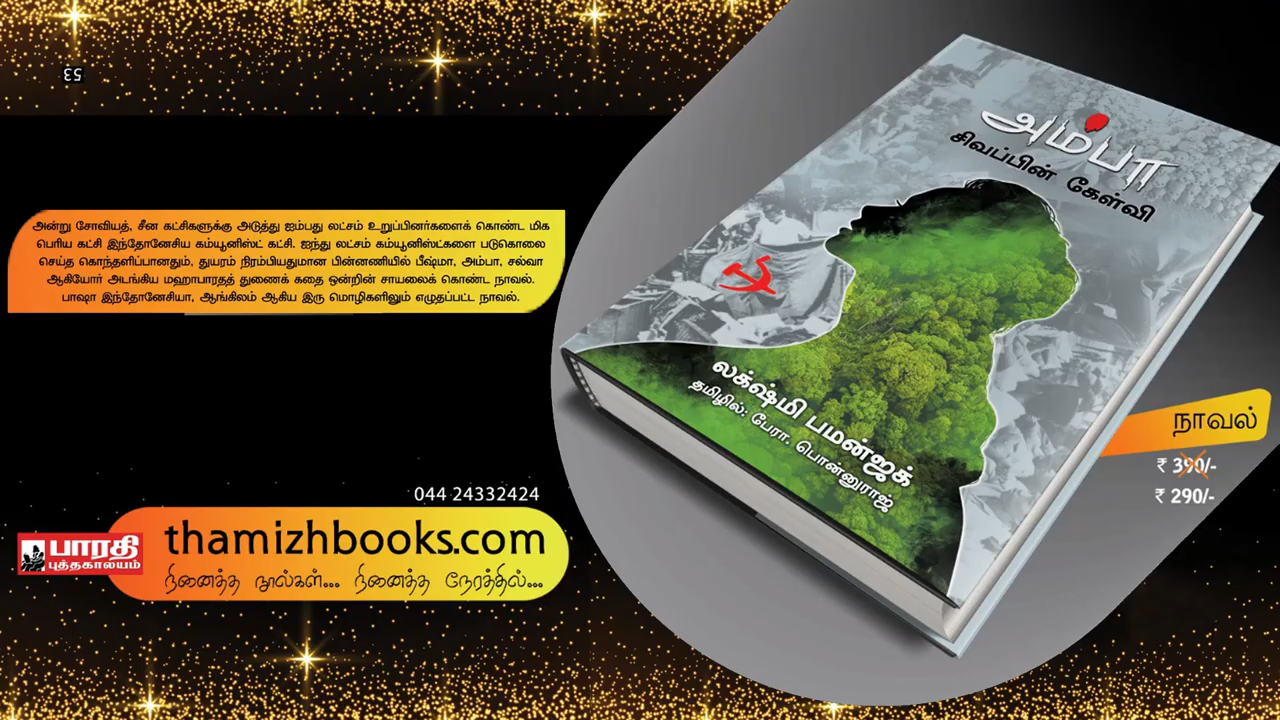 53
அன்று சோவியத், சீன கட்சிகளுக்கு அடுத்து ஐம்பது லட்சம் உறுப்பினர்களைக் கொண்ட மிக
பெரிய கட்சி இந்தோனேசிய கம்யூனிஸ்ட் கட்சி. ஐந்து லட்சம் கம்யூனிஸ்ட்களை படுகொலை
செய்த கொந்தளிப்பானதும், துயரம் நிரம்பியதுமான பின்னணியில் பீஷ்மா, அம்பா, சல்வா
ஆகியோர் அடங்கிய மஹாபாரதத் துணைக் கதை ஒன்றின் சாயலைக் கொண்ட நாவல்.
பாஷா இந்தோனேசியா, ஆங்கிலம் ஆகிய இரு மொழிகளிலும் எழுதப்பட்ட நாவல்.
அம்பா
சிவப்பின் கேள்வி
லக்ஷ்மி பமன்ஜக்
தமிழில்: பேரா. பொன்னுராஜ்
நாவல்
₹ 390/-
₹ 290/-
044 24332424
thamizhbooks.com
நினைத்த நூல்கள்... நினைத்த நேரத்தில்...
பாரதி
புத்தகாலயம்